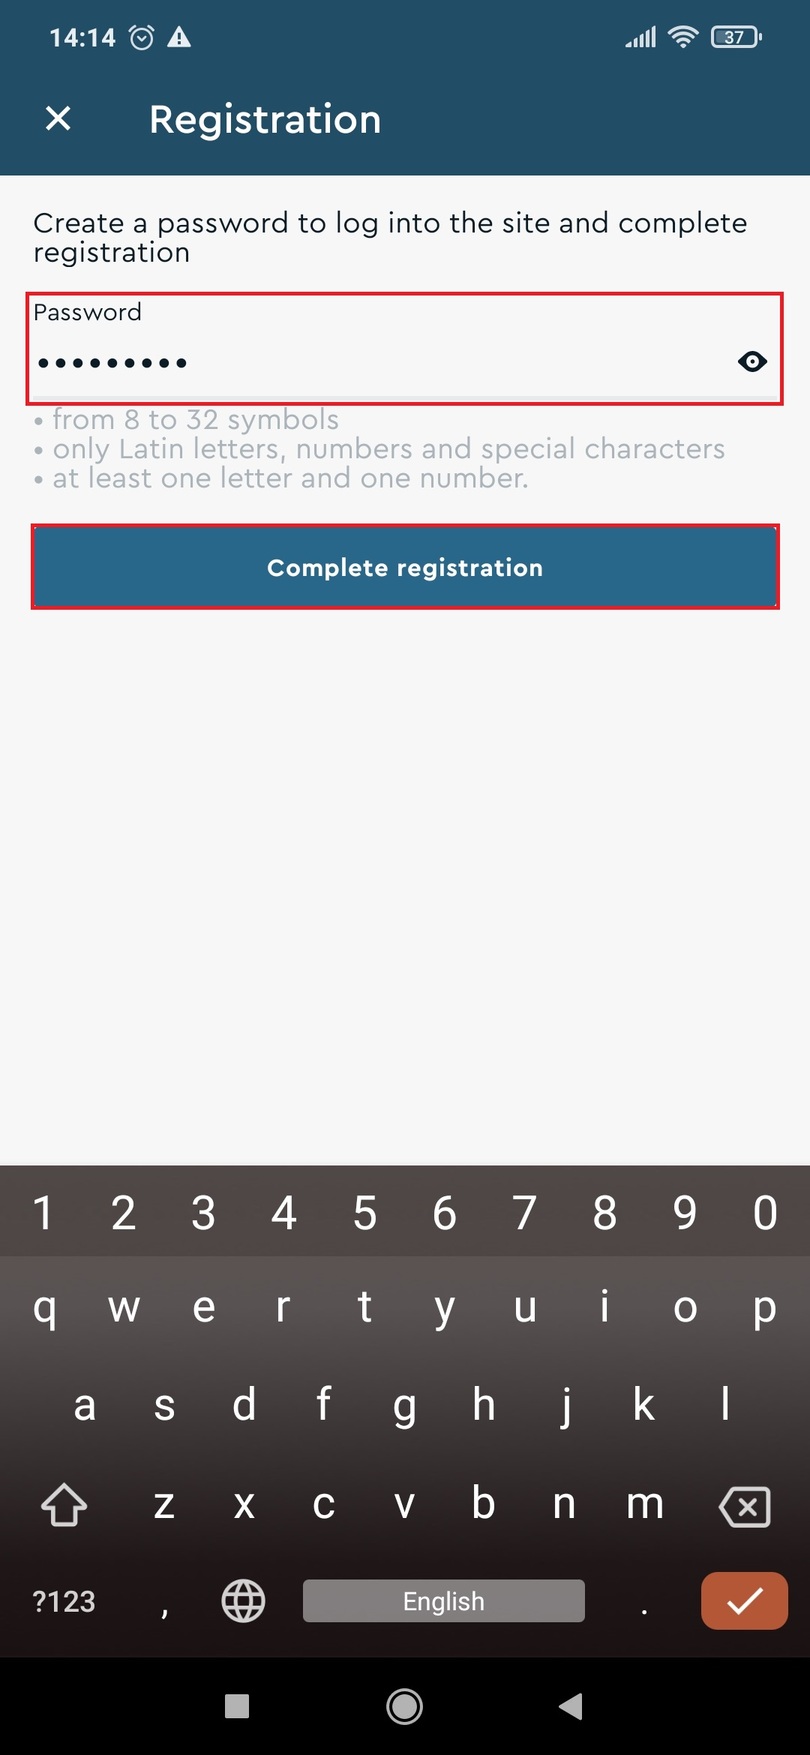 14:14
37
Registration
Create a password to log into the site and complete
registration
Password
•••••••••
• from 8 to 32 symbols
• only Latin letters, numbers and special characters
• at least one letter and one number.
Complete registration
1 2 3 4 5 6 7 8 9 0
q w e r t y u i o p
a s d f g h j k l
z x c v b n m
?123 , English .